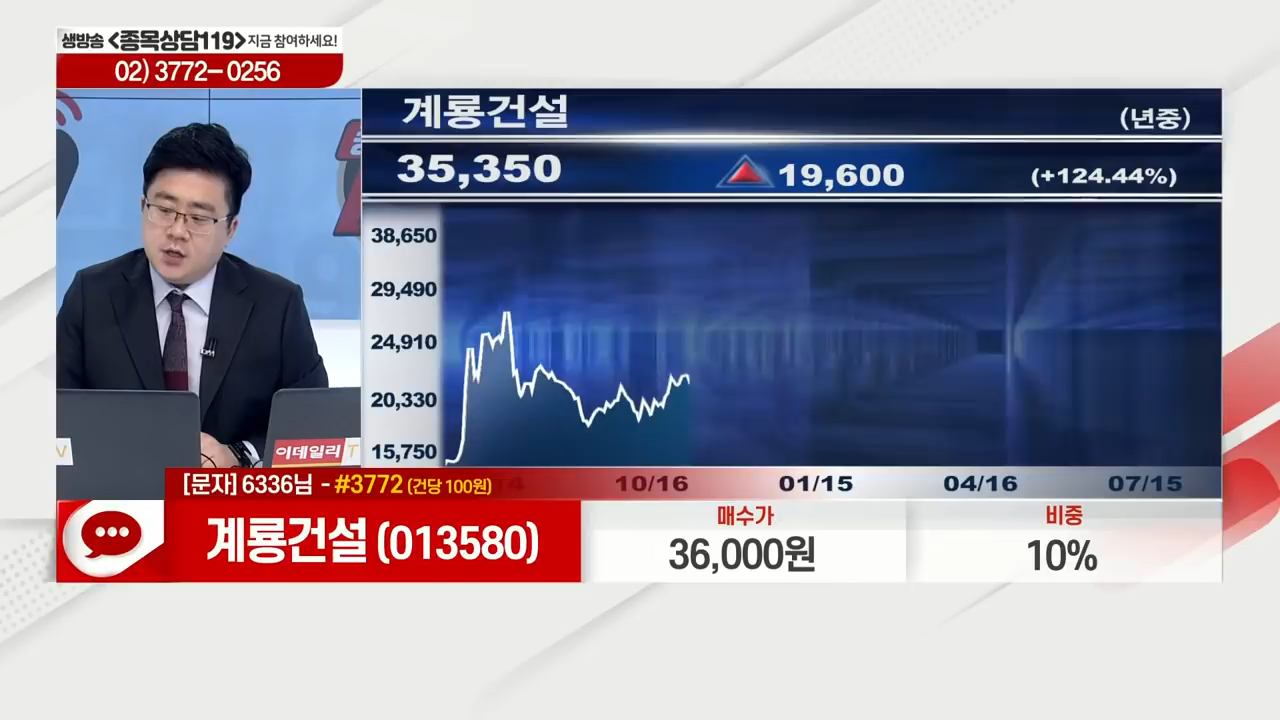 생방송 <종목상담119> 지금 참여하세요!
02) 3772-0256
계룡건설
(년중)
35,350
19,600
(+124.44%)
38,650
29,490
24,910
20,330
15,750
10/16
01/15
04/16
07/15
이데일리 T
[문자] 6336님 - #3772 (건당 100원)
계룡건설 (013580)
매수가
36,000원
비중
10%